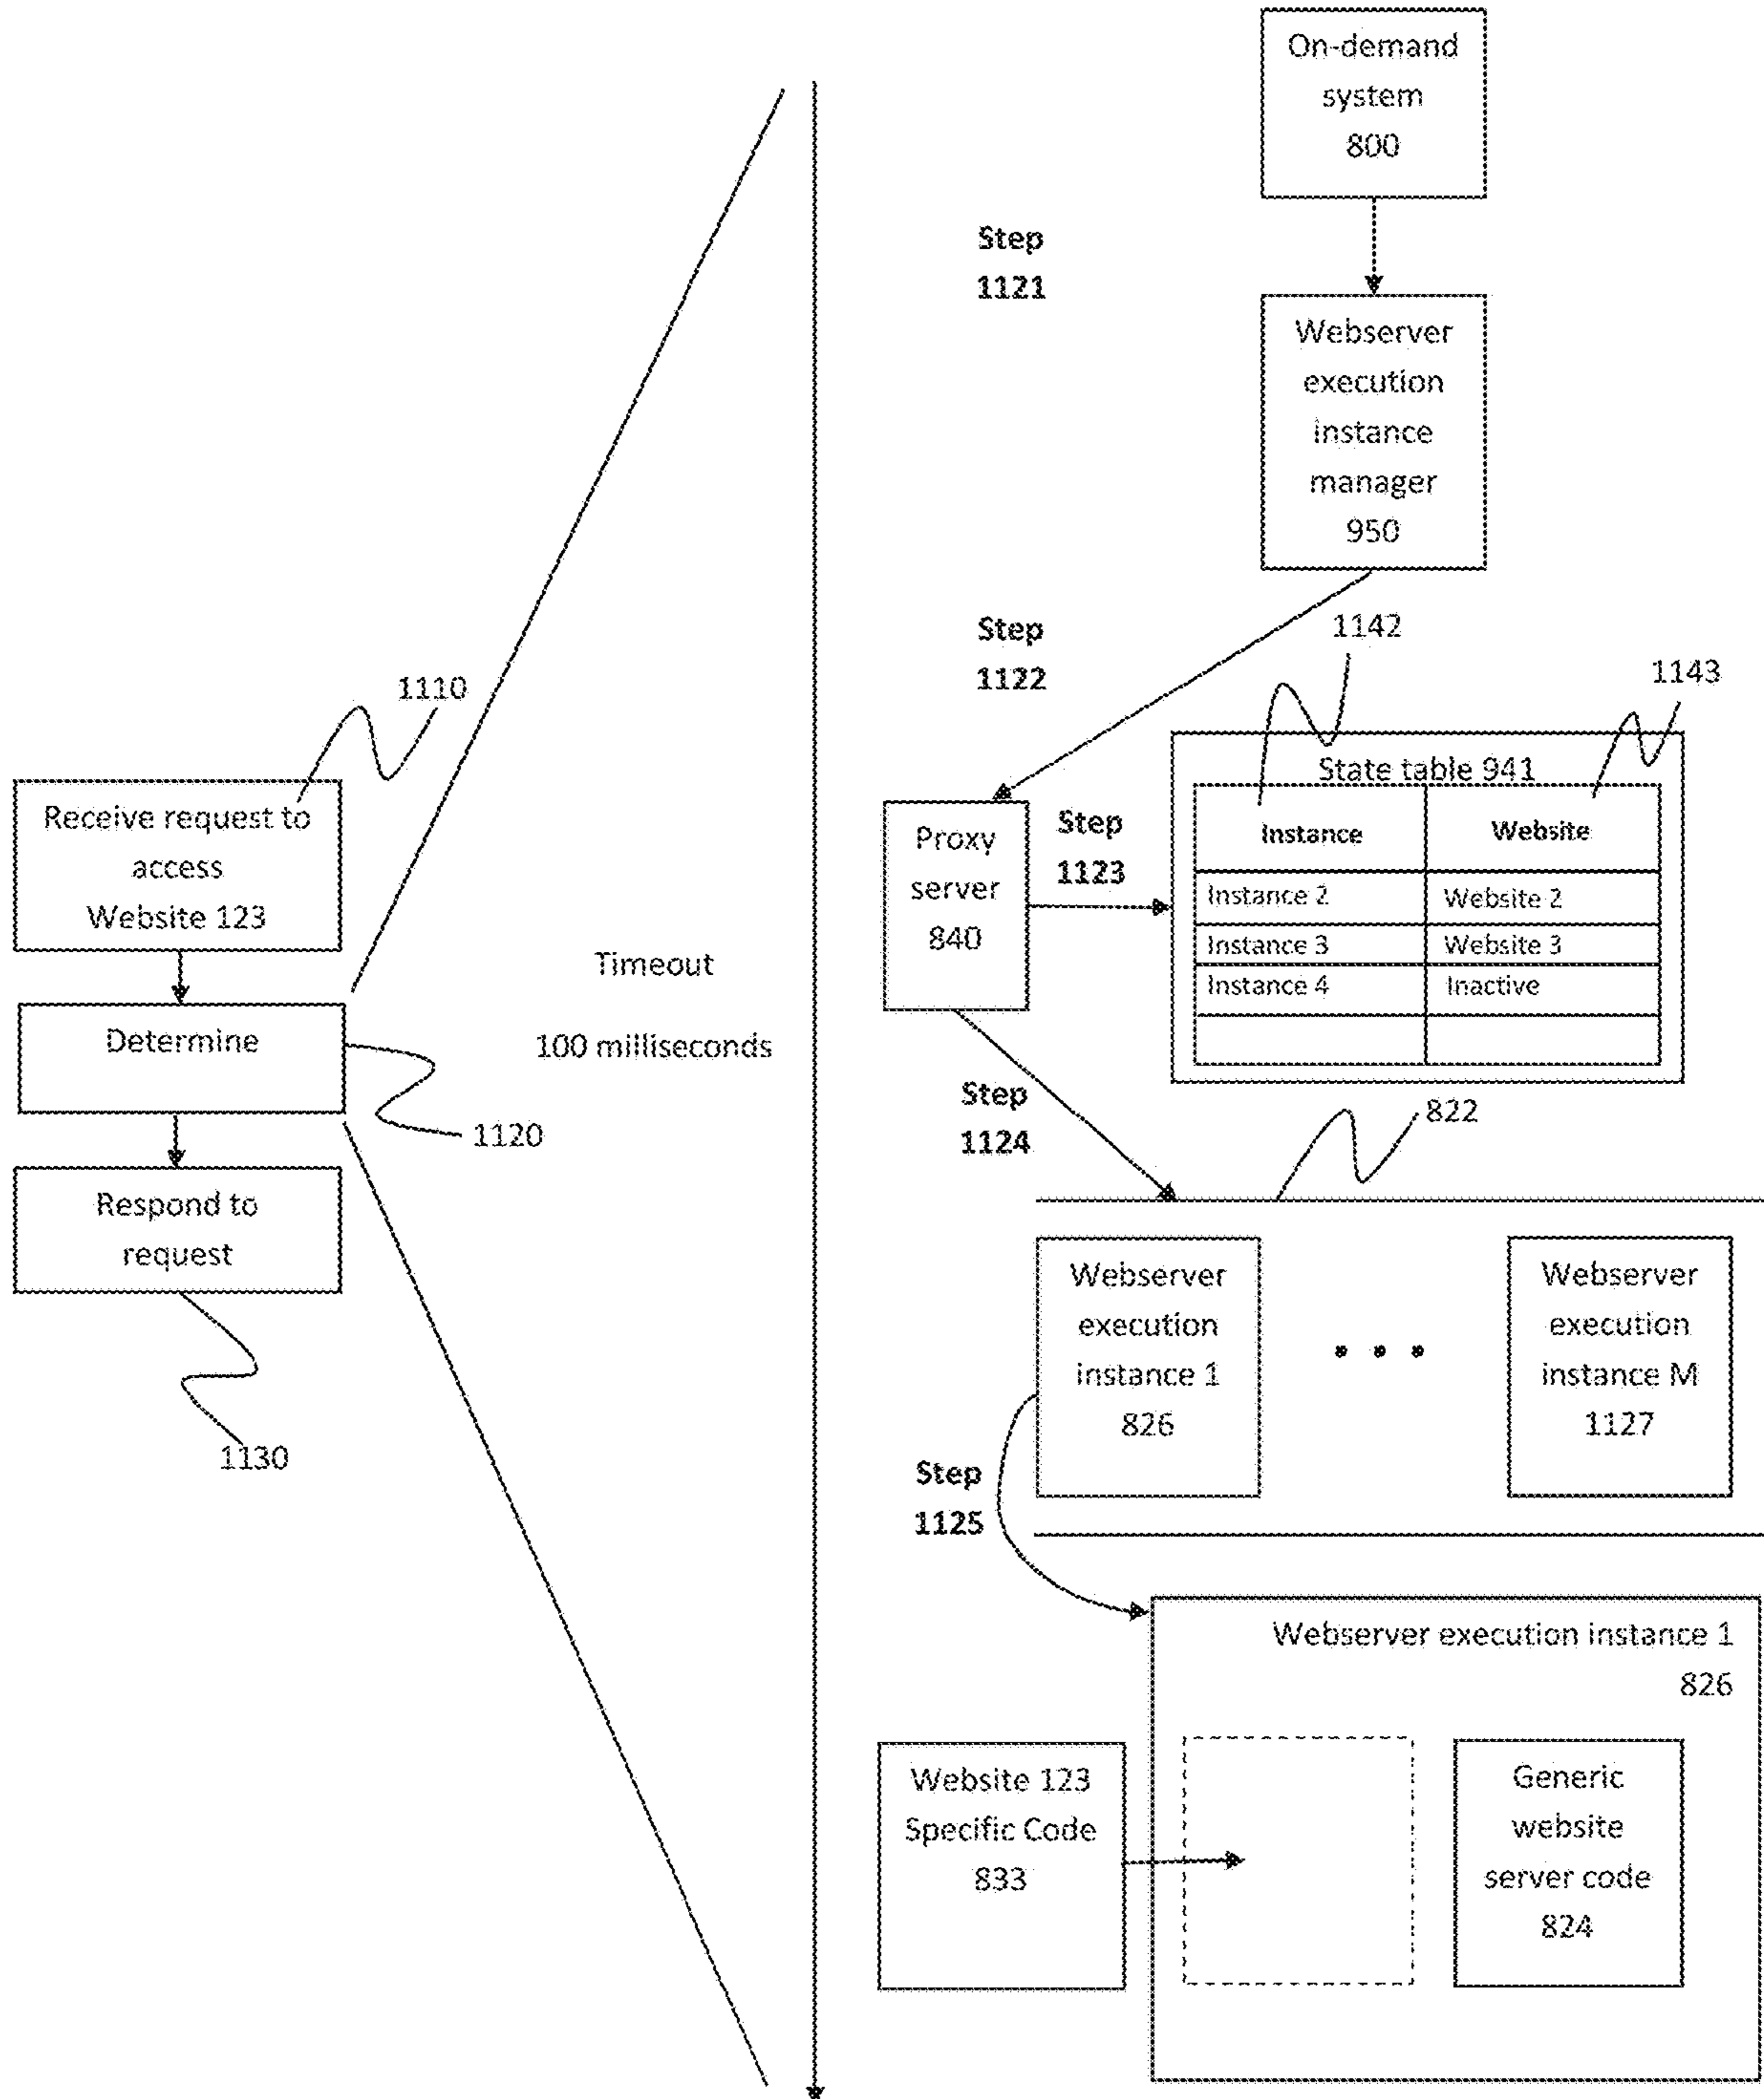 On-demand
system
800
Step
1121
Webserver
execution
instance
manager
950
Step
1122
1142
1143
1110
Receive request to
access
Website 123
Determine
1120
Respond to
request
1130
Timeout
100 milliseconds
Proxy
server
840
Step
1123
State table 941
Instance Website
Instance 2 Website 2
Instance 3 Website 3
Instance 4 Inactive
Step
1124
822
Webserver
execution
instance 1
826
Webserver
execution
instance M
1127
Step
1125
Webserver execution instance 1
826
Website 123
Specific Code
833
Generic
website
server code
824